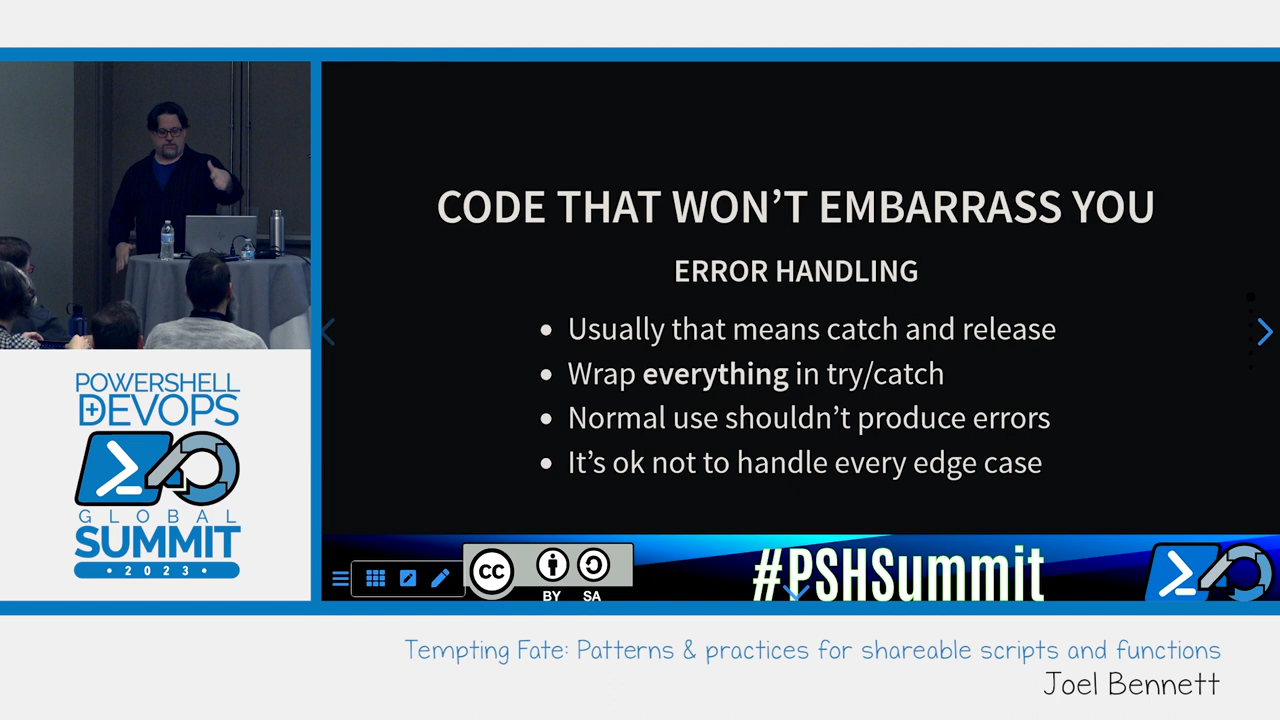 CODE THAT WON’T EMBARRASS YOU
ERROR HANDLING
• Usually that means catch and release
• Wrap everything in try/catch
• Normal use shouldn’t produce errors
• It’s ok not to handle every edge case
CC
BY SA
#PSHSummit
POWERSHELL
+DEVOPS
GLOBAL
SUMMIT
• 2023 •
Tempting Fate: Patterns & practices for shareable scripts and functions
Joel Bennett